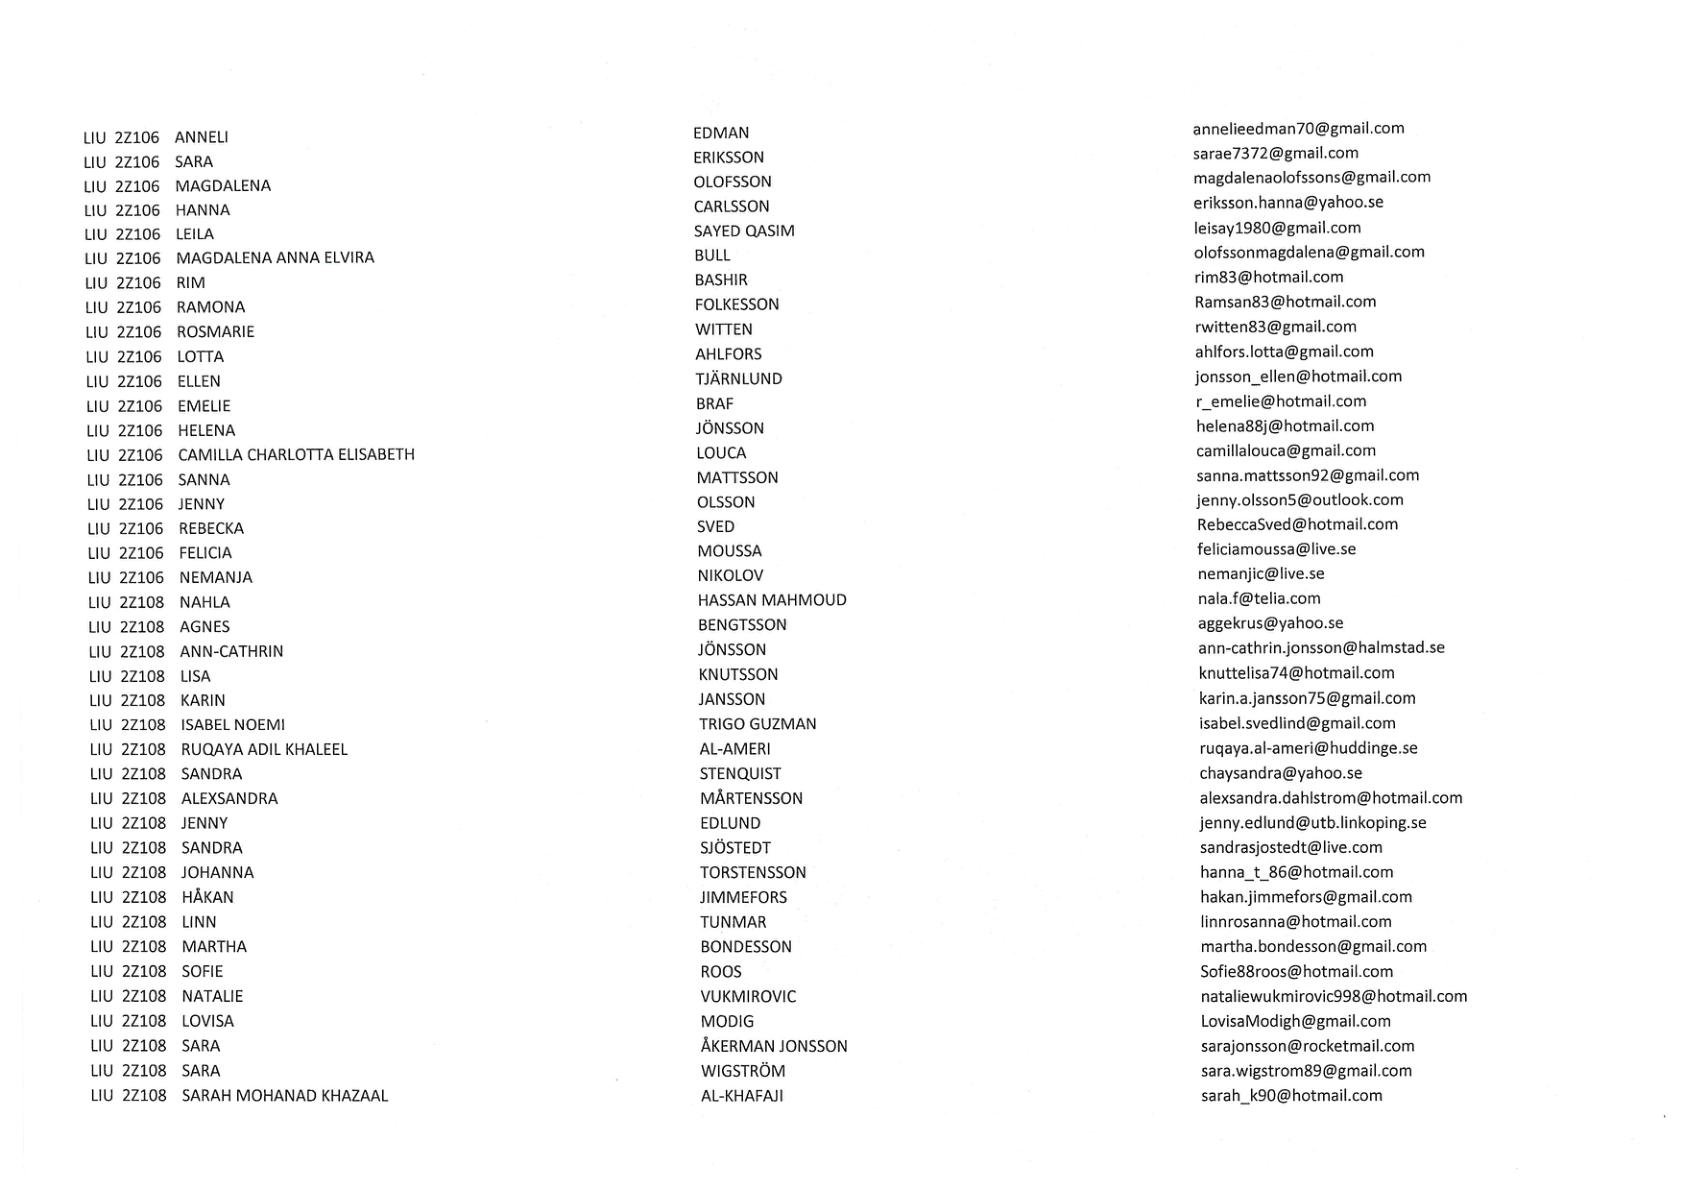 LIU 2Z106 ANNELI EDMAN annelieedman70@gmail.com
LIU 2Z106 SARA ERIKSSON sarae7372@gmail.com
LIU 2Z106 MAGDALENA OLOFSSON magdalenaolofssons@gmail.com
LIU 2Z106 HANNA CARLSSON eriksson.hanna@yahoo.se
LIU 2Z106 LEILA SAYED QASIM leisay1980@gmail.com
LIU 2Z106 MAGDALENA ANNA ELVIRA BULL olofssonmagdalena@gmail.com
LIU 2Z106 RIM BASHIR rim83@hotmail.com
LIU 2Z106 RAMONA FOLKESSON Ramsan83@hotmail.com
LIU 2Z106 ROSMARIE WITTEN rwitten83@gmail.com
LIU 2Z106 LOTTA AHLFORS ahlfors.lotta@gmail.com
LIU 2Z106 ELLEN TJÄRNLUND jonsson_ellen@hotmail.com
LIU 2Z106 EMELIE BRAF r_emelie@hotmail.com
LIU 2Z106 HELENA JÖNSSON helena88j@hotmail.com
LIU 2Z106 CAMILLA CHARLOTTA ELISABETH LOUCA camillalouca@gmail.com
LIU 2Z106 SANNA MATTSSON sanna.mattsson92@gmail.com
LIU 2Z106 JENNY OLSSON jenny.olsson5@outlook.com
LIU 2Z106 REBECKA SVED RebeccaSved@hotmail.com
LIU 2Z106 FELICIA MOUSSA feliciamoussa@live.se
LIU 2Z106 NEMANJA NIKOLOV nemanjic@live.se
LIU 2Z108 NAHLA HASSAN MAHMOUD nala.f@telia.com
LIU 2Z108 AGNES BENGTSSON aggekrus@yahoo.se
LIU 2Z108 ANN-CATHRIN JÖNSSON ann-cathrin.jonsson@halmstad.se
LIU 2Z108 LISA KNUTSSON knuttelisa74@hotmail.com
LIU 2Z108 KARIN JANSSON karin.a.jansson75@gmail.com
LIU 2Z108 ISABEL NOEMI TRIGO GUZMAN isabel.svedlind@gmail.com
LIU 2Z108 RUQAYA ADIL KHALEEL AL-AMERI ruqaya.al-ameri@huddinge.se
LIU 2Z108 SANDRA STENQUIST chaysandra@yahoo.se
LIU 2Z108 ALEXSANDRA MÅRTENSSON alexsandra.dahlstrom@hotmail.com
LIU 2Z108 JENNY EDLUND jenny.edlund@utb.linkoping.se
LIU 2Z108 SANDRA SJÖSTEDT sandrasjostedt@live.com
LIU 2Z108 JOHANNA TORSTENSSON hanna_t_86@hotmail.com
LIU 2Z108 HÅKAN JIMMEFORS hakan.jimmefors@gmail.com
LIU 2Z108 LINN TUNMAR linnrosanna@hotmail.com
LIU 2Z108 MARTHA BONDESSON martha.bondesson@gmail.com
LIU 2Z108 SOFIE ROOS Sofie88roos@hotmail.com
LIU 2Z108 NATALIE VUKMIROVIC nataliewukmirovic998@hotmail.com
LIU 2Z108 LOVISA MODIG LovisaModigh@gmail.com
LIU 2Z108 SARA ÅKERMAN JONSSON sarajonsson@rocketmail.com
LIU 2Z108 SARA WIGSTRÖM sara.wigstrom89@gmail.com
LIU 2Z108 SARAH MOHANAD KHAZAAL AL-KHAFAJI sarah_k90@hotmail.com